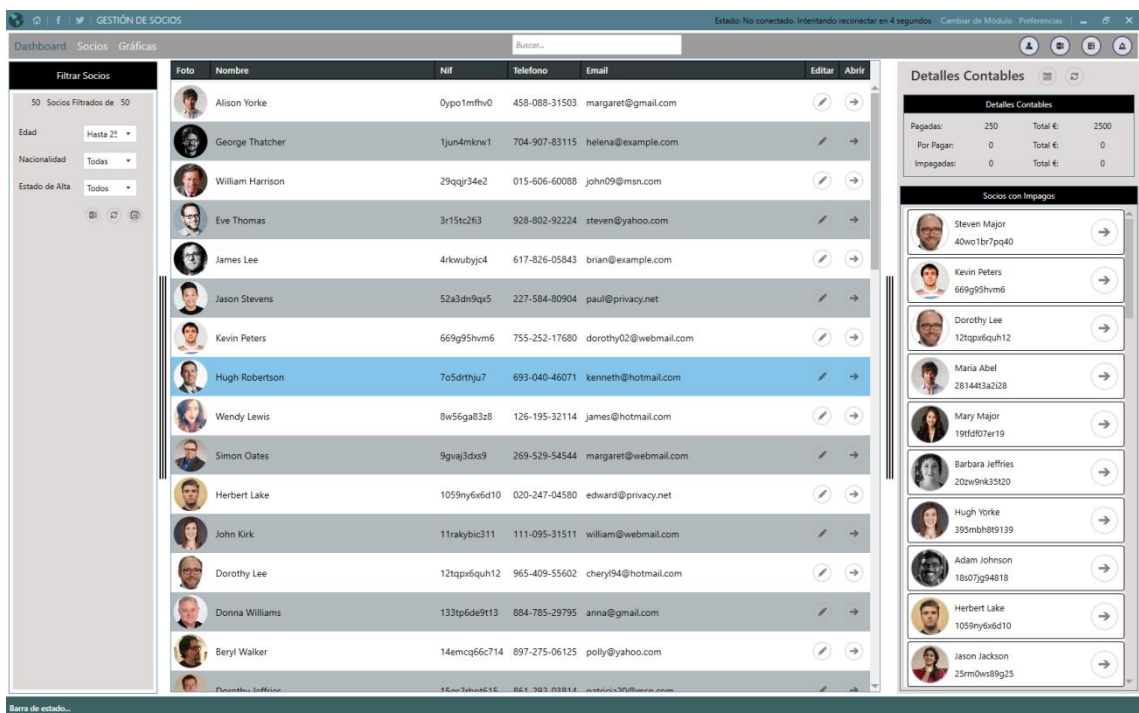 GESTIÓN DE SOCIOS Estado: No conectado. Intentando reconectar en 4 segundos Cambiar de Módulo Preferencias
Dashboard Socios Gráficas Buscar...
Filtrar Socios
50 Socios Filtrados de 50
Edad Hasta 25
Nacionalidad Todas
Estado de Alta Todos
Foto Nombre Nif Telefono Email Editar Abrir
Alison Yorke 0ypo1mfhv0 458-088-31503 margaret@gmail.com
George Thatcher 1jun4mkrw1 704-907-83115 helena@example.com
William Harrison 29qqjr34e2 015-606-60088 john09@msn.com
Eve Thomas 3r15tc2fi3 928-802-92224 steven@yahoo.com
James Lee 4rkwubyjc4 617-826-05843 brian@example.com
Jason Stevens 52a3dn9qx5 227-584-80904 paul@privacy.net
Kevin Peters 669g95hvm6 755-252-17680 dorothy02@webmail.com
Hugh Robertson 7o5drthju7 693-040-46071 kenneth@hotmail.com
Wendy Lewis 8w56ga83z8 126-195-32114 james@hotmail.com
Simon Oates 9gvaj3dxs9 269-529-54544 margaret@webmail.com
Herbert Lake 1059ny6x6d10 020-247-04580 edward@privacy.net
John Kirk 11rakybic311 111-095-31511 william@webmail.com
Dorothy Lee 12tqpx6quh12 965-409-55602 cheryl94@hotmail.com
Donna Williams 133tp6de9t13 884-785-29795 anna@gmail.com
Beryl Walker 14emcq66c714 897-275-06125 polly@yahoo.com
Dorothy Jeffries 861-292-03814 patricia20@msn.com
Detalles Contables
Detalles Contables
Pagadas: 250 Total €: 2500
Por Pagar: 0 Total €: 0
Impagadas: 0 Total €: 0
Socios con Impagos
Steven Major
40wo1br7pq40
Kevin Peters
669g95hvm6
Dorothy Lee
12tqpx6quh12
Maria Abel
28144t3a2i28
Mary Major
19tfdf07er19
Barbara Jeffries
20zw9nk35t20
Hugh Yorke
395mbh8t9139
Adam Johnson
18s07jg94818
Herbert Lake
1059ny6x6d10
Jason Jackson
25rm0ws89g25
Barra de estado...